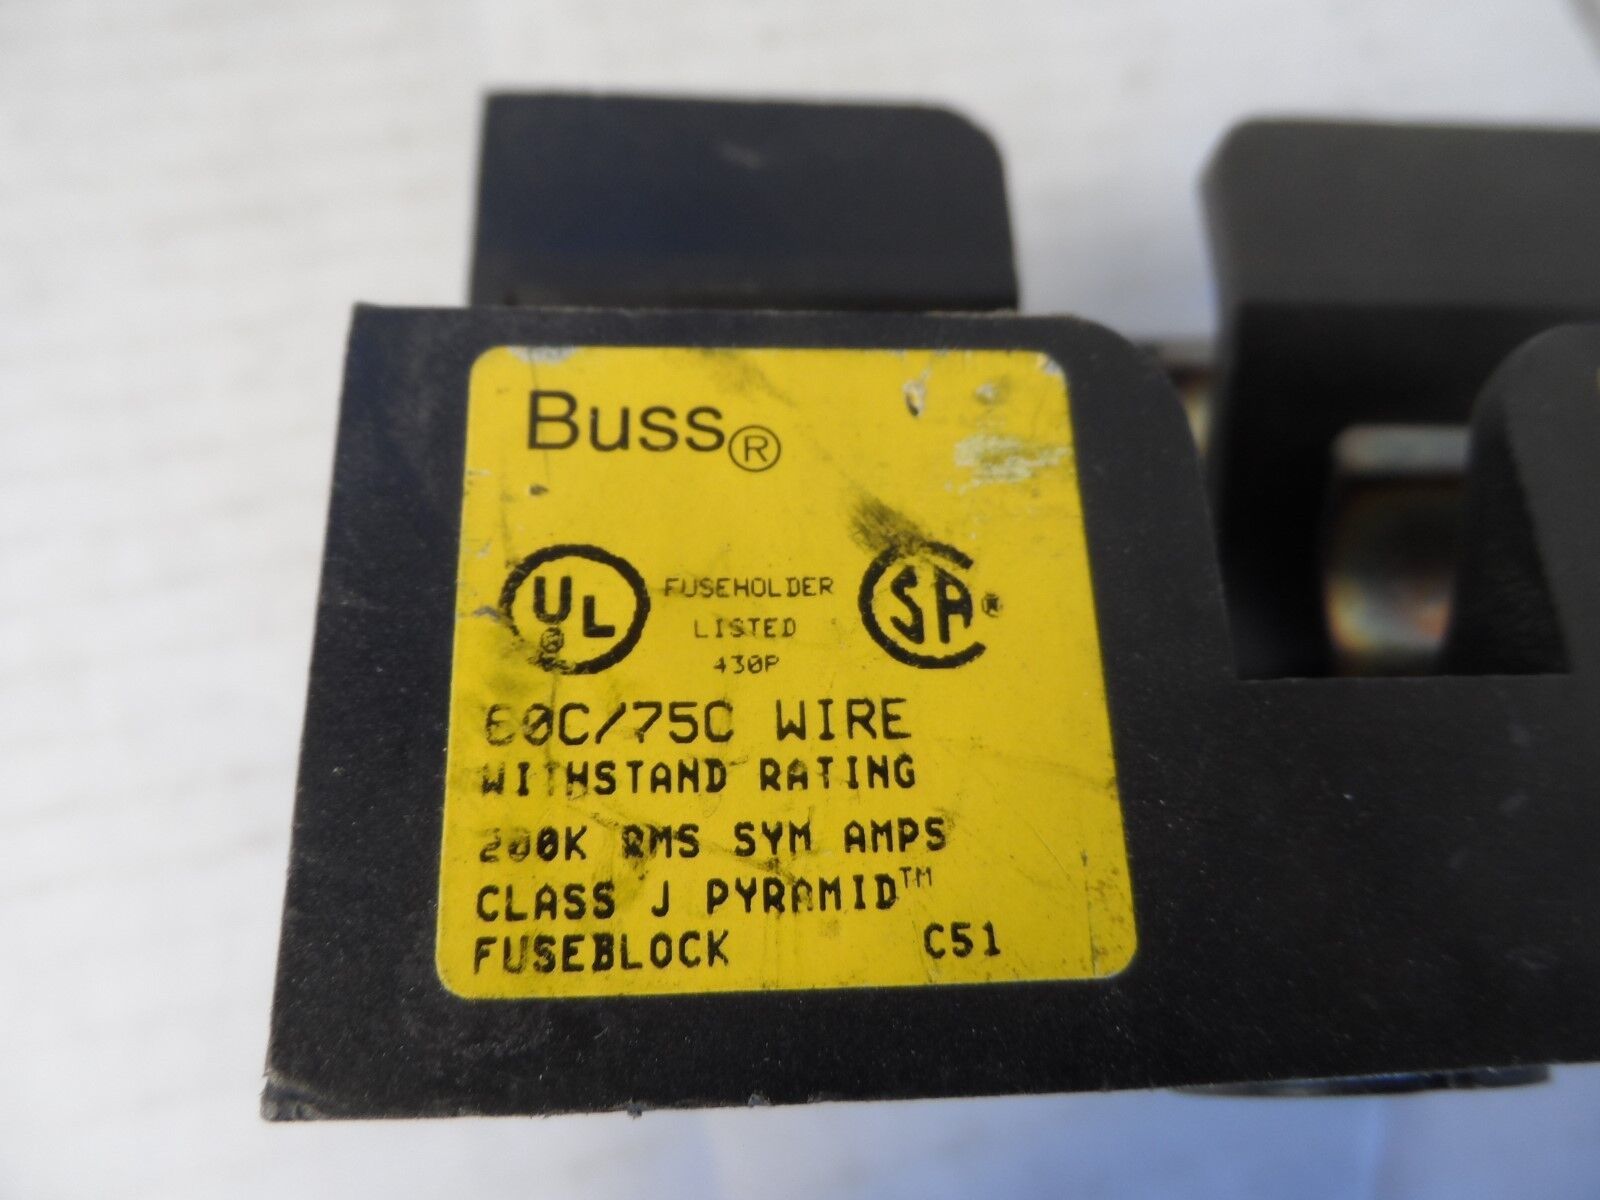 Buss®
UL® FUSEHOLDER LISTED 430P SA®
60C/75C WIRE
WITHSTAND RATING
200K RMS SYM AMPS
CLASS J PYRAMID™
FUSEBLOCK C51